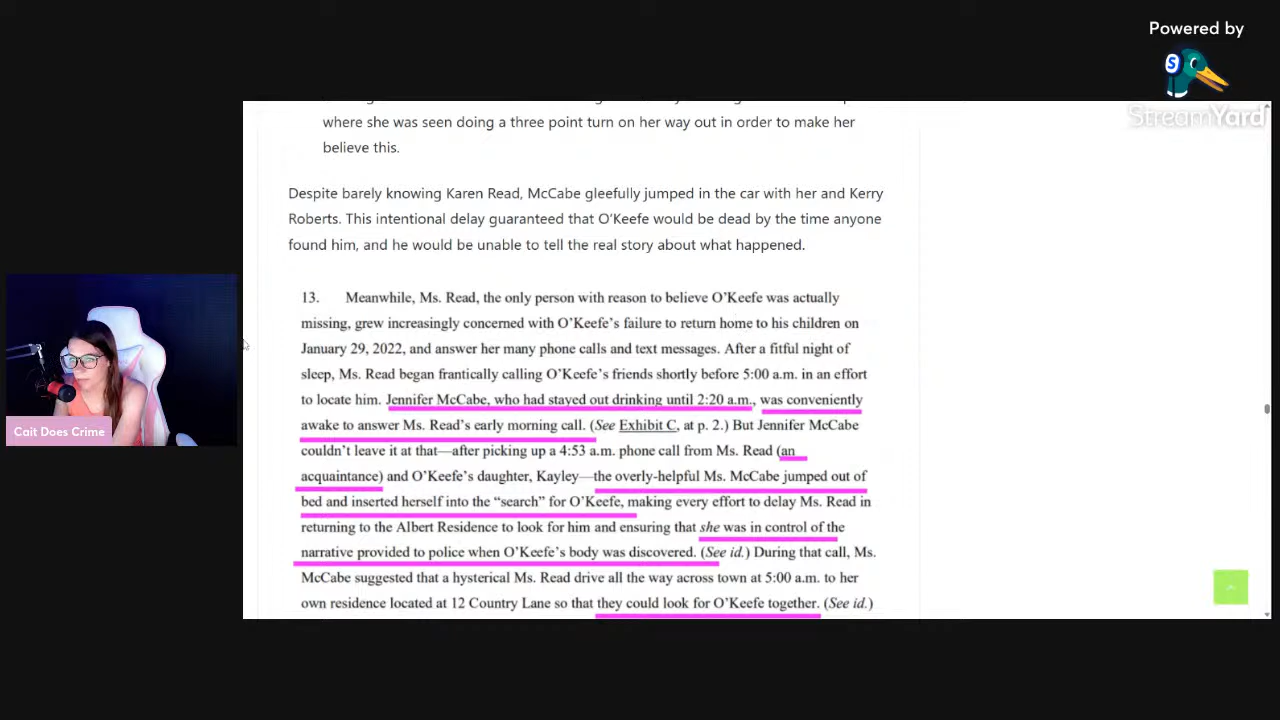 Powered by
S
StreamYard
where she was seen doing a three point turn on her way out in order to make her
believe this.
Despite barely knowing Karen Read, McCabe gleefully jumped in the car with her and Kerry
Roberts. This intentional delay guaranteed that O'Keefe would be dead by the time anyone
found him, and he would be unable to tell the real story about what happened.
13. Meanwhile, Ms. Read, the only person with reason to believe O'Keefe was actually
missing, grew increasingly concerned with O'Keefe's failure to return home to his children on
January 29, 2022, and answer her many phone calls and text messages. After a fitful night of
sleep, Ms. Read began frantically calling O'Keefe's friends shortly before 5:00 a.m. in an effort
to locate him. Jennifer McCabe, who had stayed out drinking until 2:20 a.m., was conveniently
awake to answer Ms. Read's early morning call. (See Exhibit C, at p. 2.) But Jennifer McCabe
couldn't leave it at that—after picking up a 4:53 a.m. phone call from Ms. Read (an
acquaintance) and O'Keefe's daughter, Kayley—the overly-helpful Ms. McCabe jumped out of
bed and inserted herself into the "search" for O'Keefe, making every effort to delay Ms. Read in
returning to the Albert Residence to look for him and ensuring that she was in control of the
narrative provided to police when O'Keefe's body was discovered. (See id.) During that call, Ms.
McCabe suggested that a hysterical Ms. Read drive all the way across town at 5:00 a.m. to her
own residence located at 12 Country Lane so that they could look for O'Keefe together. (See id.)
Cait Does Crime